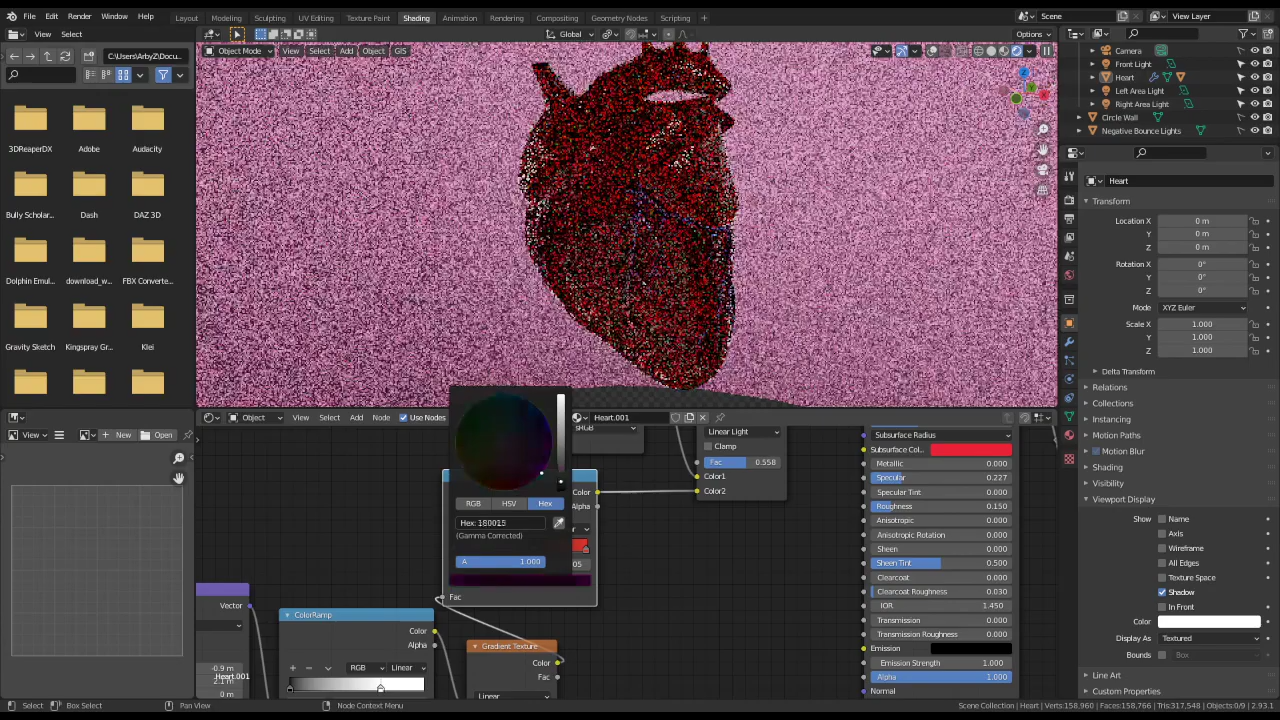 File Edit Render Window Help
Layout Modeling Sculpting UV Editing Texture Paint Shading Animation Rendering Compositing Geometry Nodes Scripting +
Scene View Layer
View Select
Global
Options
C:\Users\ArbyZ\Docu...
Object Mode View Select Add Object GIS
3DReaperDX Adobe Audacity
Bully Scholar... Dash DAZ 3D
Dolphin Emul... download_w... FBX Converte...
Gravity Sketch Kingspray Gr... Klei
Camera
Front Light
Heart
Left Area Light
Right Area Light
Circle Wall
Negative Bounce Lights
Heart
Transform
Location X 0 m
Y 0 m
Z 0 m
Rotation X 0°
Y 0°
Z 0°
Mode XYZ Euler
Scale X 1.000
Y 1.000
Z 1.000
Delta Transform
Relations
Collections
Instancing
Motion Paths
Motion Blur
Shading
Visibility
Viewport Display
Show Name
Axis
Wireframe
All Edges
Texture Space
Shadow
In Front
Color
Display As Textured
Bounds Box
Line Art
Custom Properties
View New Open
Object View Select Add Node Use Nodes Heart.001
sRGB
RGB HSV Hex
Hex: 180015
(Gamma Corrected)
A 1.000
Color
Alpha
05
Fac
Linear Light
Clamp
Fac 0.558
Color1
Color2
Subsurface Radius
Subsurface Col...
Metallic 0.000
Specular 0.227
Specular Tint 0.000
Roughness 0.150
Anisotropic 0.000
Anisotropic Rotation 0.000
Sheen 0.000
Sheen Tint 0.500
Clearcoat 0.000
Clearcoat Roughness 0.030
IOR 1.450
Transmission 0.000
Transmission Roughness 0.000
Emission
Emission Strength 1.000
Alpha 1.000
Normal
Vector
-0.9 m
2.1 m
0 m
Heart.001
ColorRamp
Color
Alpha
RGB Linear
Gradient Texture
Color
Fac
Linear
Select Box Select Pan View Node Context Menu
Scene Collection | Heart | Verts:158,960 | Faces:158,766 | Tris:317,548 | Objects:0/9 | 2.93.1